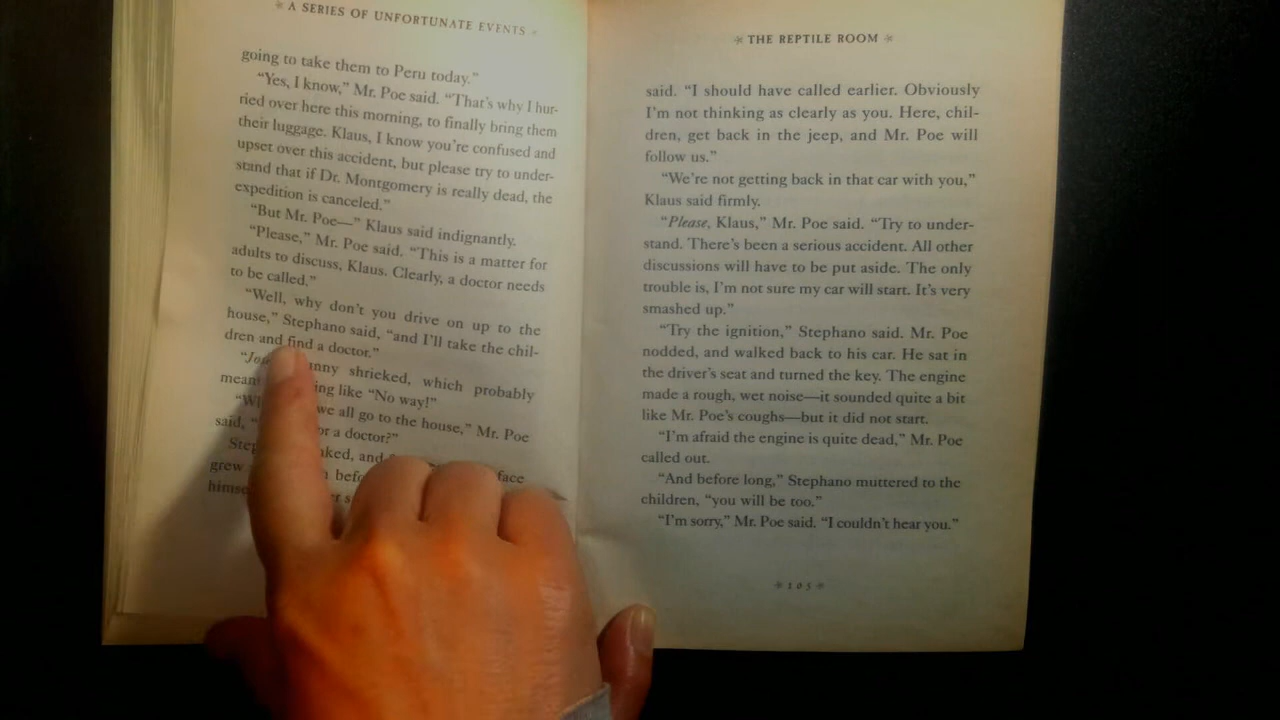 A SERIES OF UNFORTUNATE EVENTS
going to take them to Peru today.”
“Yes, I know,” Mr. Poe said. “That’s why I hur-
ried over here this morning, to finally bring them
their luggage. Klaus, I know you’re confused and
upset over this accident, but please try to under-
stand that if Dr. Montgomery is really dead, the
expedition is canceled.”
“But Mr. Poe—” Klaus said indignantly.
“Please,” Mr. Poe said. “This is a matter for
adults to discuss, Klaus. Clearly, a doctor needs
to be called.”
“Well, why don’t you drive on up to the
house,” Stephano said, “and I’ll take the chil-
dren and find a doctor.”
shrieked, which probably
like “No way!”
we all go to the house,” Mr. Poe
said, “ a doctor?”
and face
grew
THE REPTILE ROOM
said. “I should have called earlier. Obviously
I’m not thinking as clearly as you. Here, chil-
dren, get back in the jeep, and Mr. Poe will
follow us.”
“We’re not getting back in that car with you,”
Klaus said firmly.
“Please, Klaus,” Mr. Poe said. “Try to under-
stand. There’s been a serious accident. All other
discussions will have to be put aside. The only
trouble is, I’m not sure my car will start. It’s very
smashed up.”
“Try the ignition,” Stephano said. Mr. Poe
nodded, and walked back to his car. He sat in
the driver’s seat and turned the key. The engine
made a rough, wet noise—it sounded quite a bit
like Mr. Poe’s coughs—but it did not start.
“I’m afraid the engine is quite dead,” Mr. Poe
called out.
“And before long,” Stephano muttered to the
children, “you will be too.”
“I’m sorry,” Mr. Poe said. “I couldn’t hear you.”
105